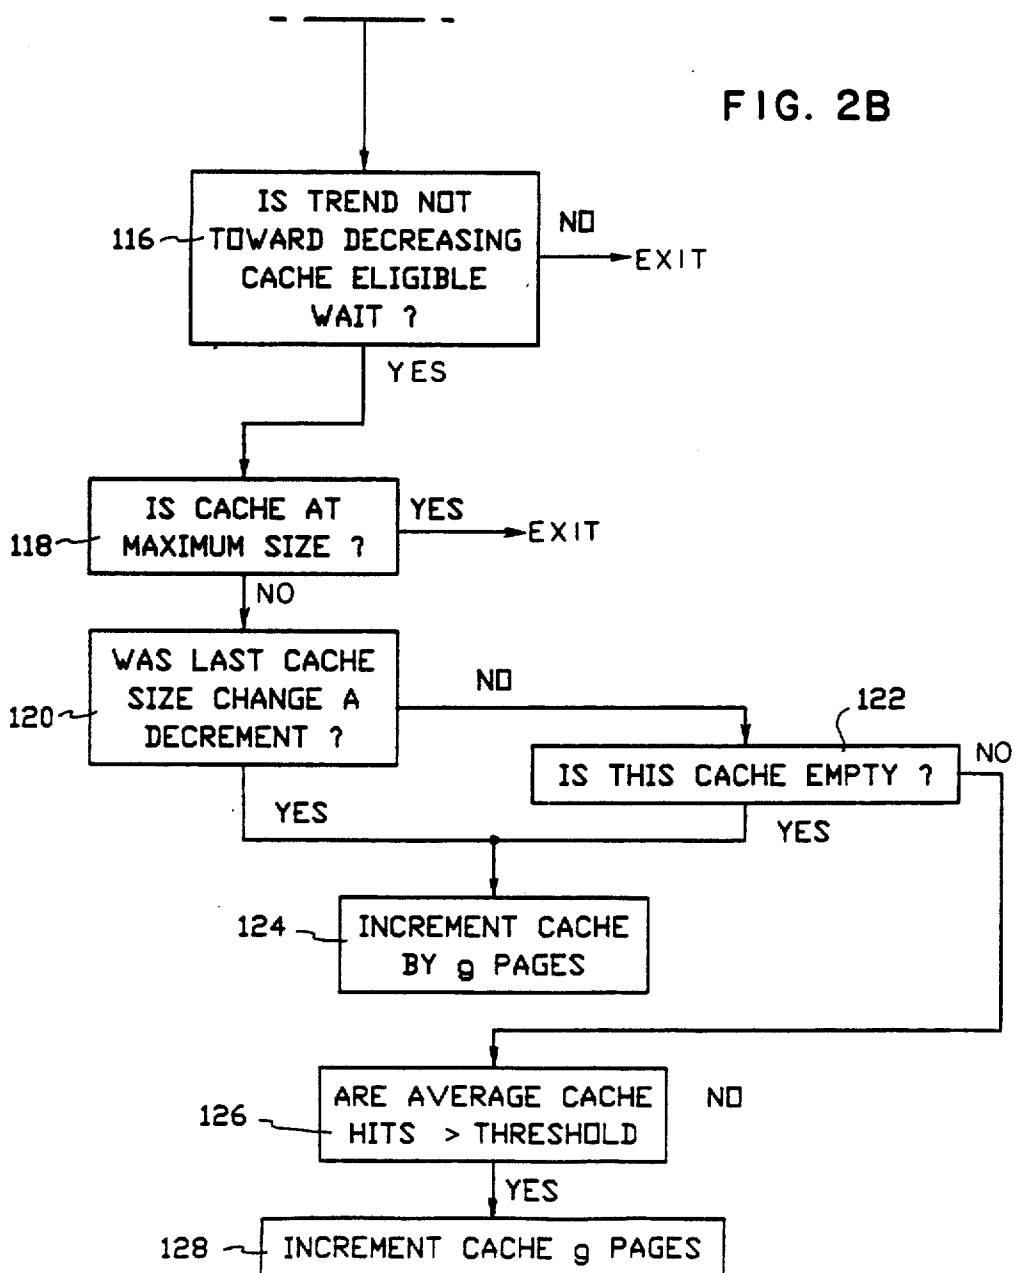 FIG. 2B
IS TREND NOT
116
TOWARD DECREASING
CACHE ELIGIBLE
WAIT ?
NO
EXIT
YES
IS CACHE AT
118
MAXIMUM SIZE ?
YES
EXIT
NO
WAS LAST CACHE
SIZE CHANGE A
120
DECREMENT ?
NO
122
IS THIS CACHE EMPTY ?
NO
YES
YES
124
INCREMENT CACHE
BY g PAGES
ARE AVERAGE CACHE
126
HITS > THRESHOLD
NO
YES
128
INCREMENT CACHE g PAGES